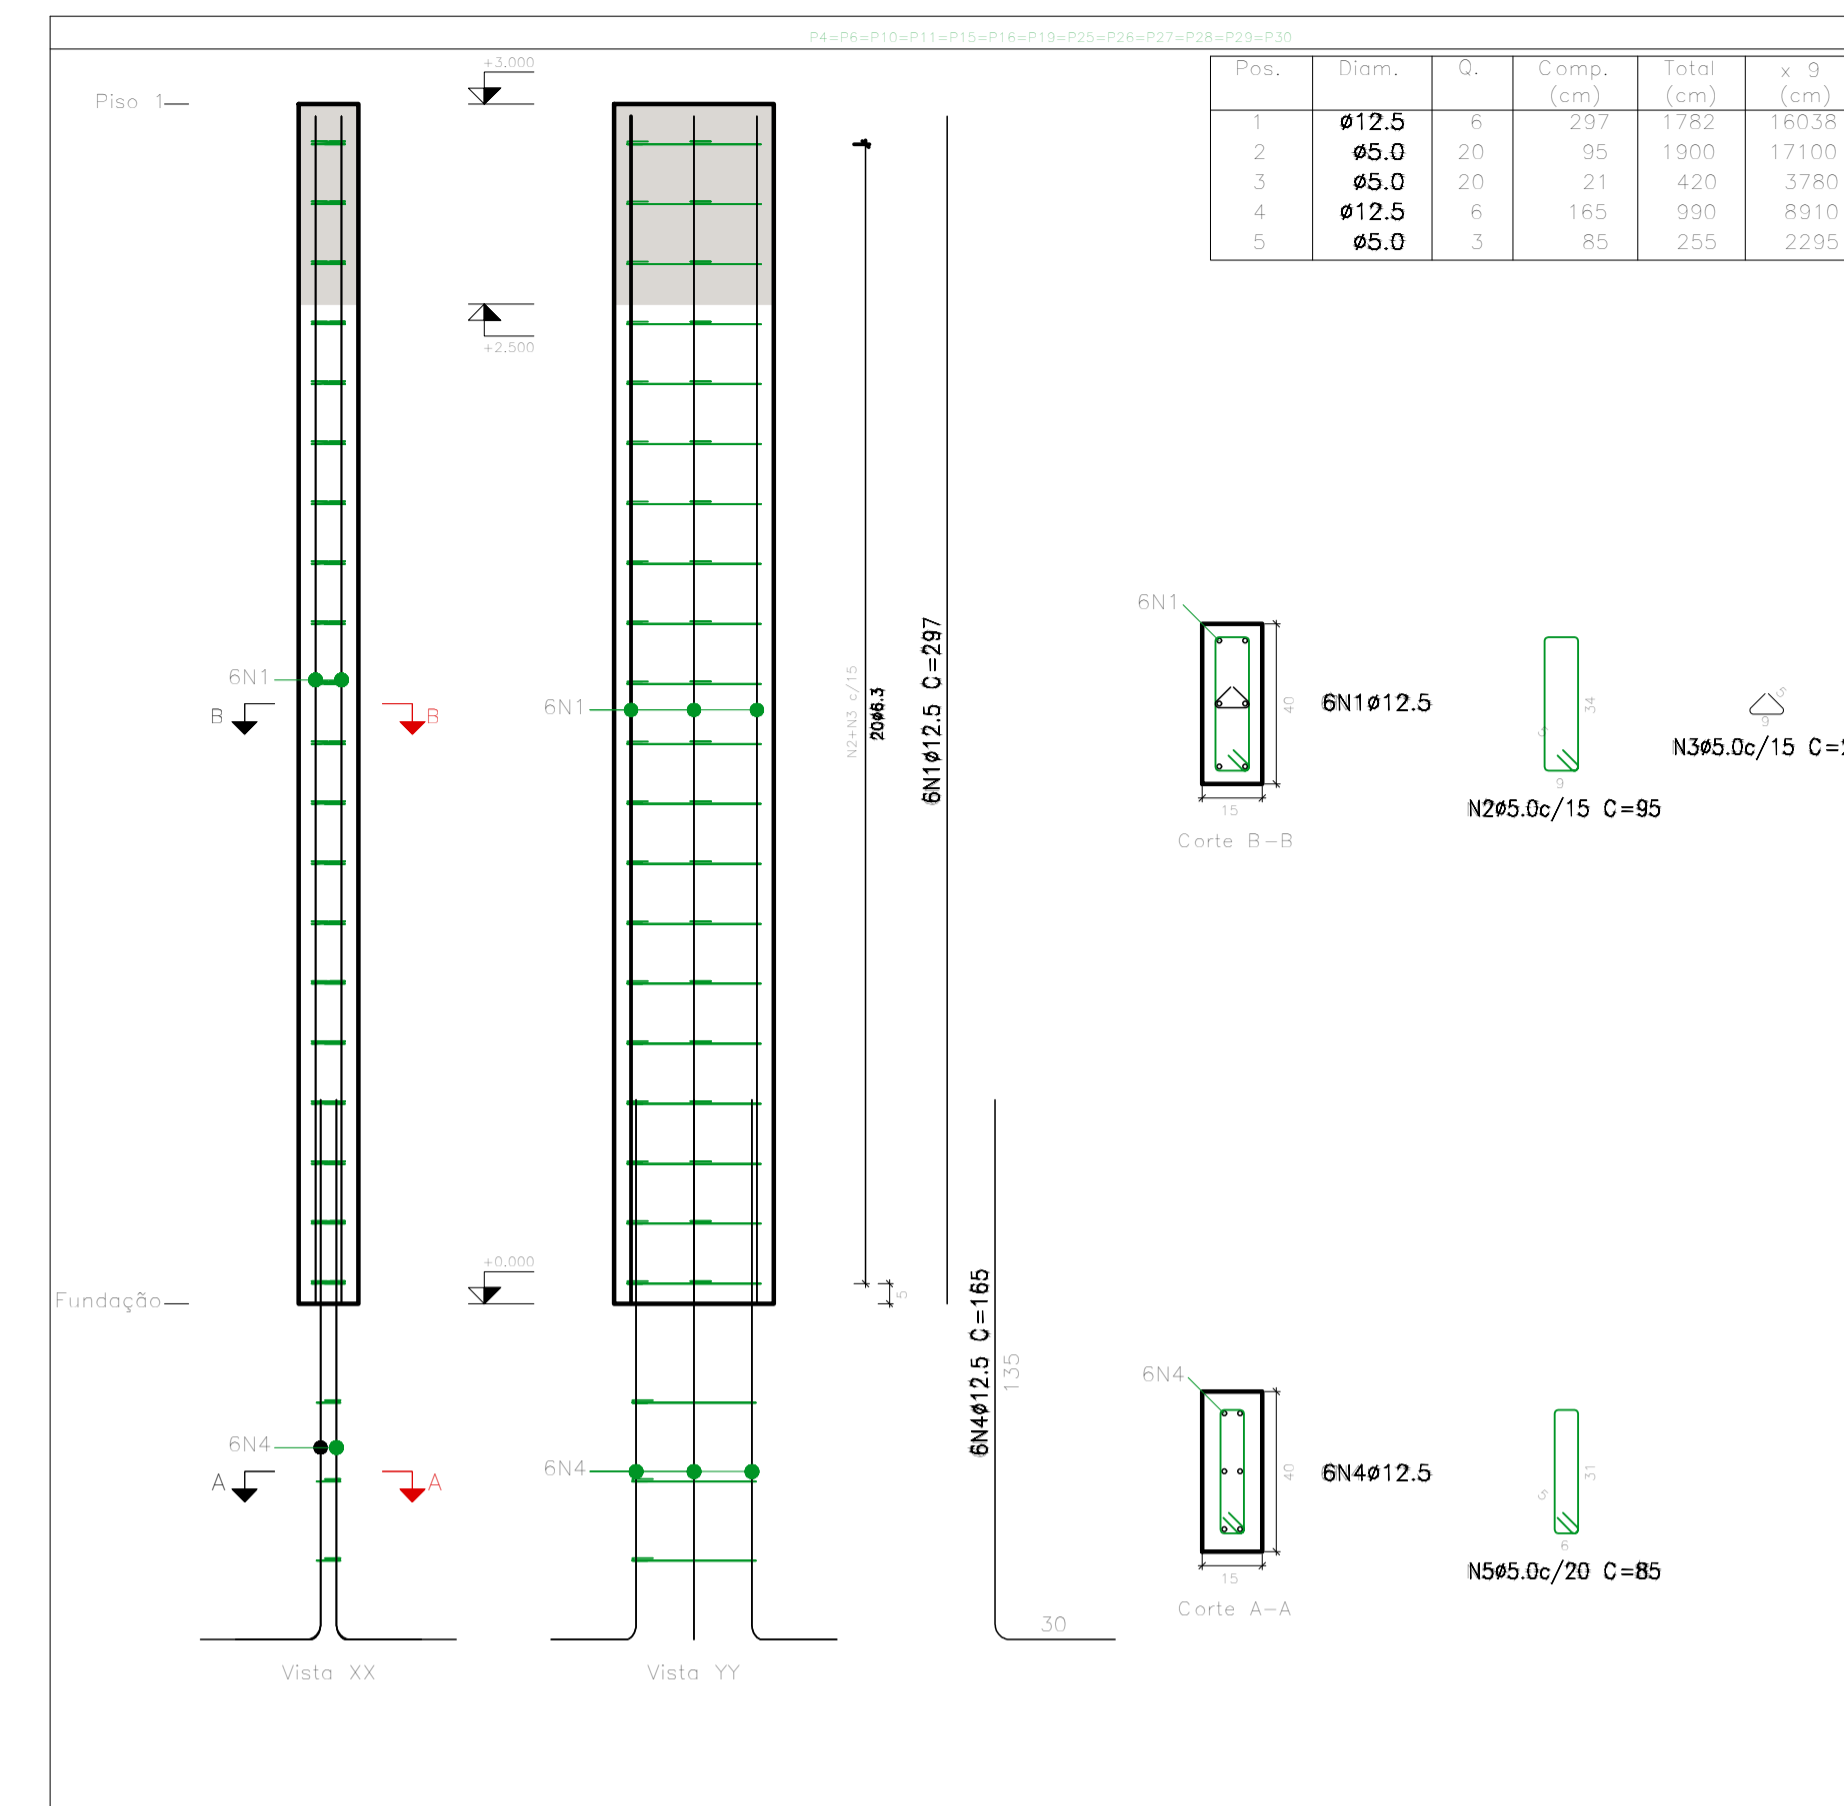 P4=P6=P10=P11=P15=P16=P19=P25=P26=P27=P28=P29=P30
Pos. Diam. Q. Comp. (cm) Total (cm) x 9 (cm)
1 ø12.5 6 297 1782 16038
2 ø5.0 20 95 1900 17100
3 ø5.0 20 21 420 3780
4 ø12.5 6 165 990 8910
5 ø5.0 3 85 255 2295
Piso 1
+3.000
+2.500
6N1
B
B
6N1
N2+N3 c/15
20ø6.3
6N1ø12.5 C=297
6N1
40
15
6N1ø12.5
Corte B-B
34
5
9
N2ø5.0c/15 C=95
5
9
N3ø5.0c/15 C=
+0.000
Fundação
5
6N4ø12.5 C=165
135
30
6N4
A
A
6N4
6N4
40
15
6N4ø12.5
Corte A-A
31
5
6
N5ø5.0c/20 C=85
Vista XX
Vista YY